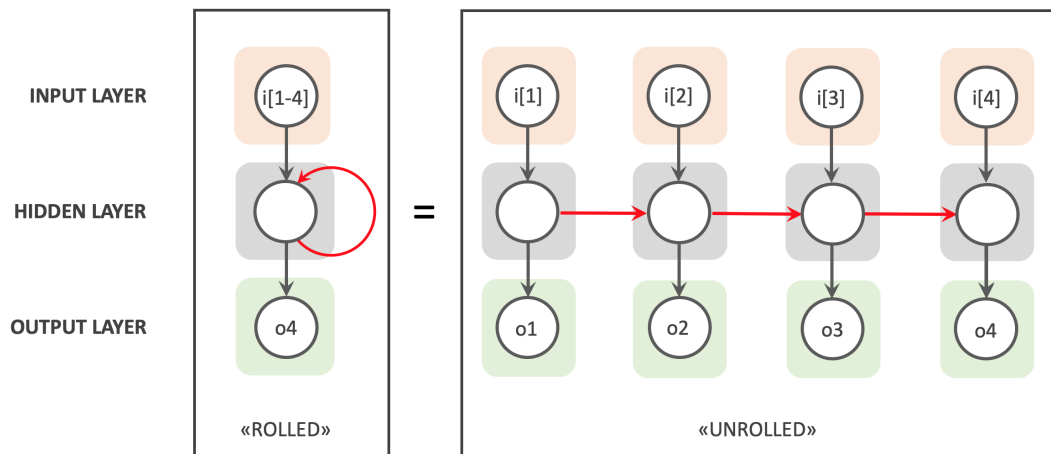 INPUT LAYER
i[1-4]
i[1]
i[2]
i[3]
i[4]
HIDDEN LAYER
=
OUTPUT LAYER
o4
o1
o2
o3
o4
«ROLLED»
«UNROLLED»